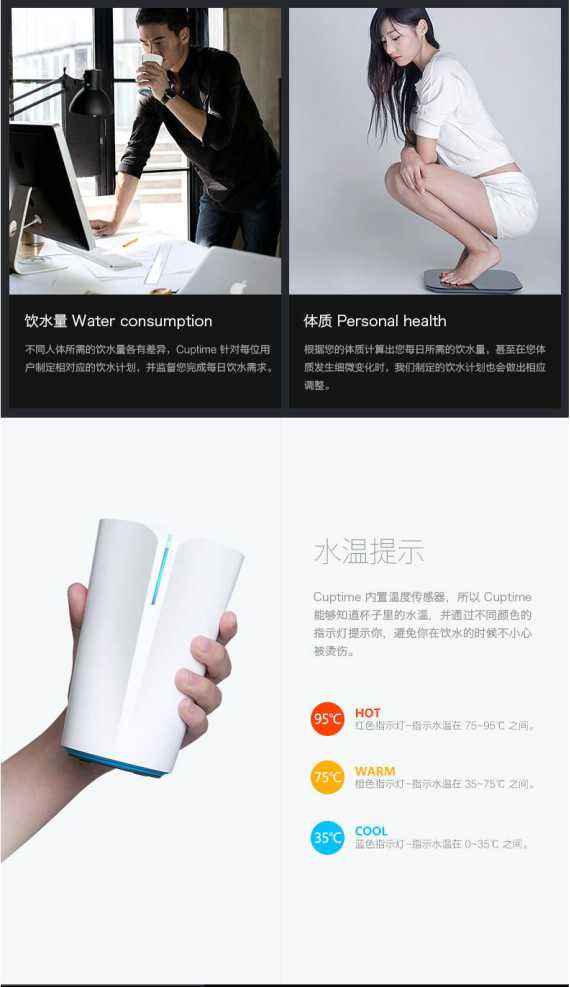 饮水量 Water consumption
不同人体所需的饮水量各有差异，Cuptime 针对每位用
户制定相对应的饮水计划，并监督您完成每日饮水需求。
体质 Personal health
根据您的体质计算出您每日所需的饮水量，甚至在您体
质发生细微变化时，我们制定的饮水计划也会做出相应
调整。
水温提示
Cuptime 内置温度传感器，所以 Cuptime
能够知道杯子里的水温，并通过不同颜色的
指示灯提示你，避免你在饮水的时候不小心
被烫伤。
95℃ HOT
红色指示灯-指示水温在 75~95℃ 之间。
75℃ WARM
橙色指示灯-指示水温在 35~75℃ 之间。
35℃ COOL
蓝色指示灯-指示水温在 0~35℃ 之间。